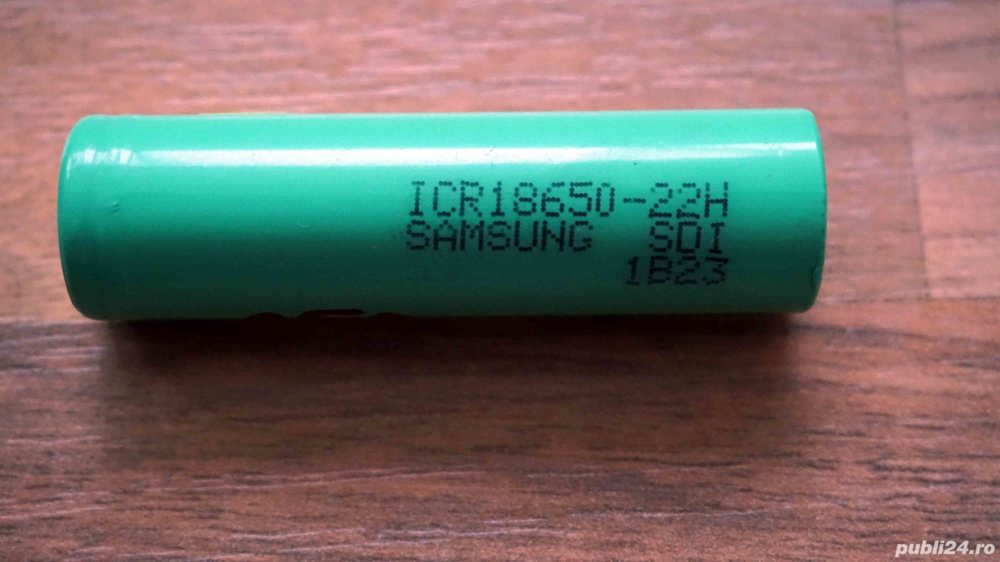 ICR18650-22H
SAMSUNG SDI
1B23
publi24.ro